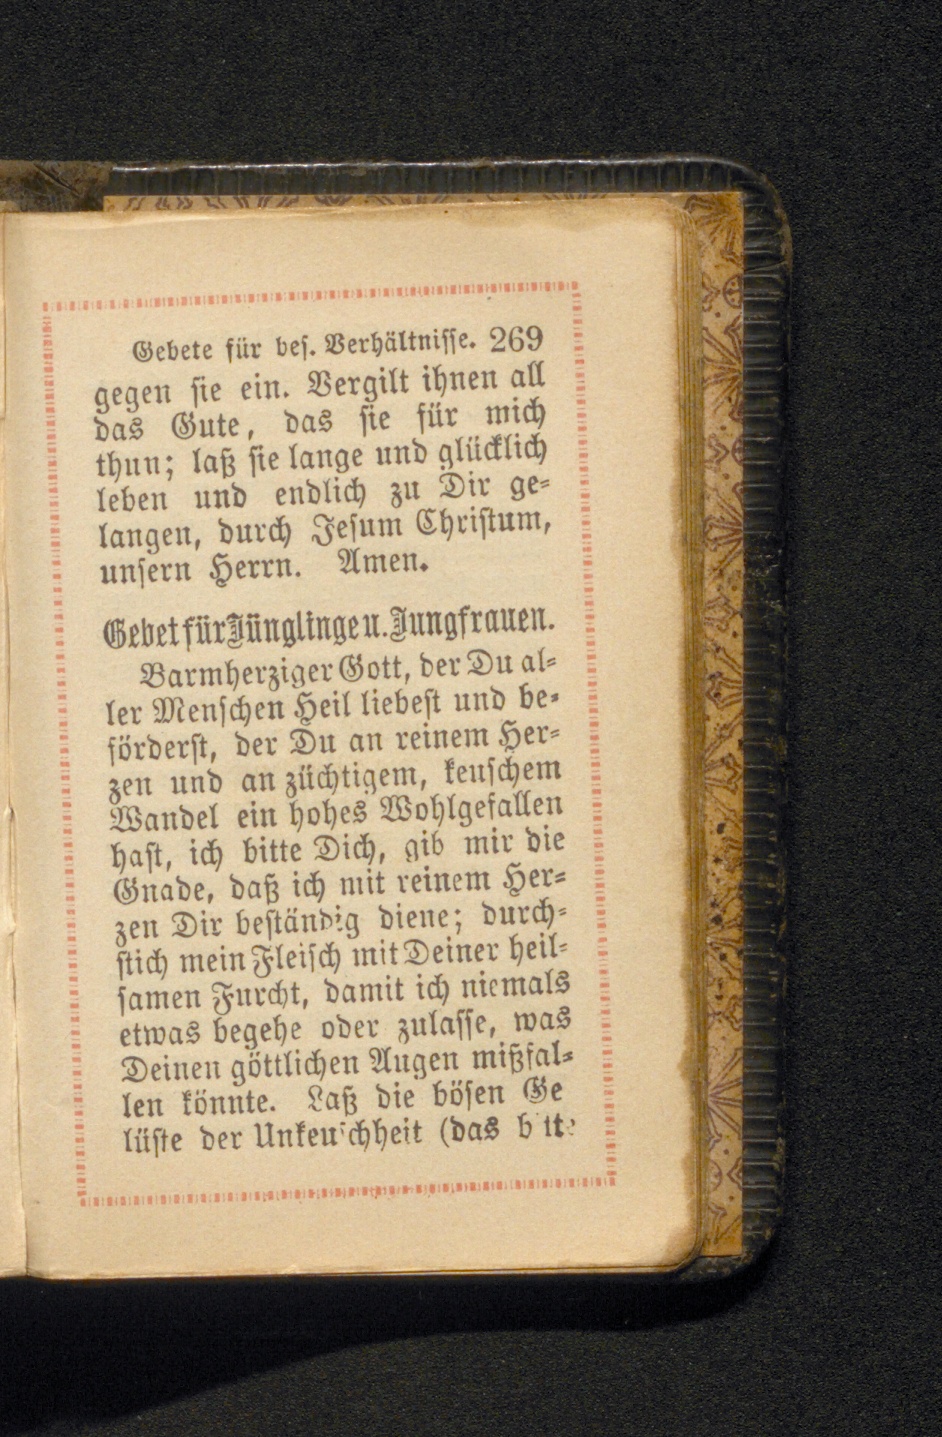 Gebete für bes. Verhältnisse. 269
gegen sie ein. Vergilt ihnen all
das Gute, das sie für mich
thun; laß sie lange und glücklich
leben und endlich zu Dir ge-
langen, durch Jesum Christum,
unsern Herrn. Amen.
Gebet für Jünglinge u. Jungfrauen.
Barmherziger Gott, der Du al-
ler Menschen Heil liebest und be-
förderst, der Du an reinem Her-
zen und an züchtigem, keuschem
Wandel ein hohes Wohlgefallen
hast, ich bitte Dich, gib mir die
Gnade, daß ich mit reinem Her-
zen Dir beständig diene; durch-
stich mein Fleisch mit Deiner heil-
samen Furcht, damit ich niemals
etwas begehe oder zulasse, was
Deinen göttlichen Augen mißfal-
len könnte. Laß die bösen Ge
lüste der Unkeuschheit (das bitte